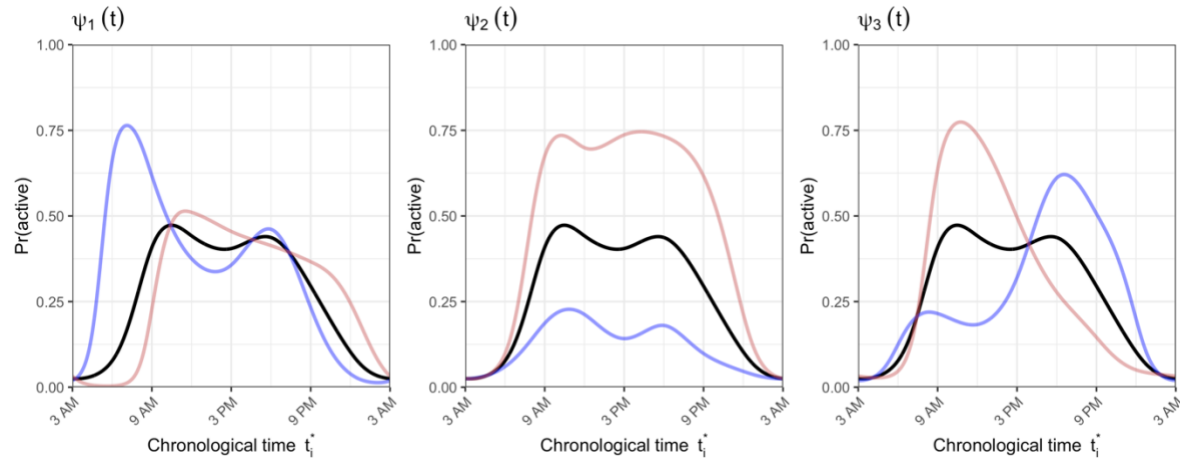 ψ₁ (t)
Pr(active)
1.00
0.75
0.50
0.25
0.00
3 AM
9 AM
3 PM
9 PM
3 AM
Chronological time t*ᵢ
ψ₂ (t)
Pr(active)
1.00
0.75
0.50
0.25
0.00
3 AM
9 AM
3 PM
9 PM
3 AM
Chronological time t*ᵢ
ψ₃ (t)
Pr(active)
1.00
0.75
0.50
0.25
0.00
3 AM
9 AM
3 PM
9 PM
3 AM
Chronological time t*ᵢ